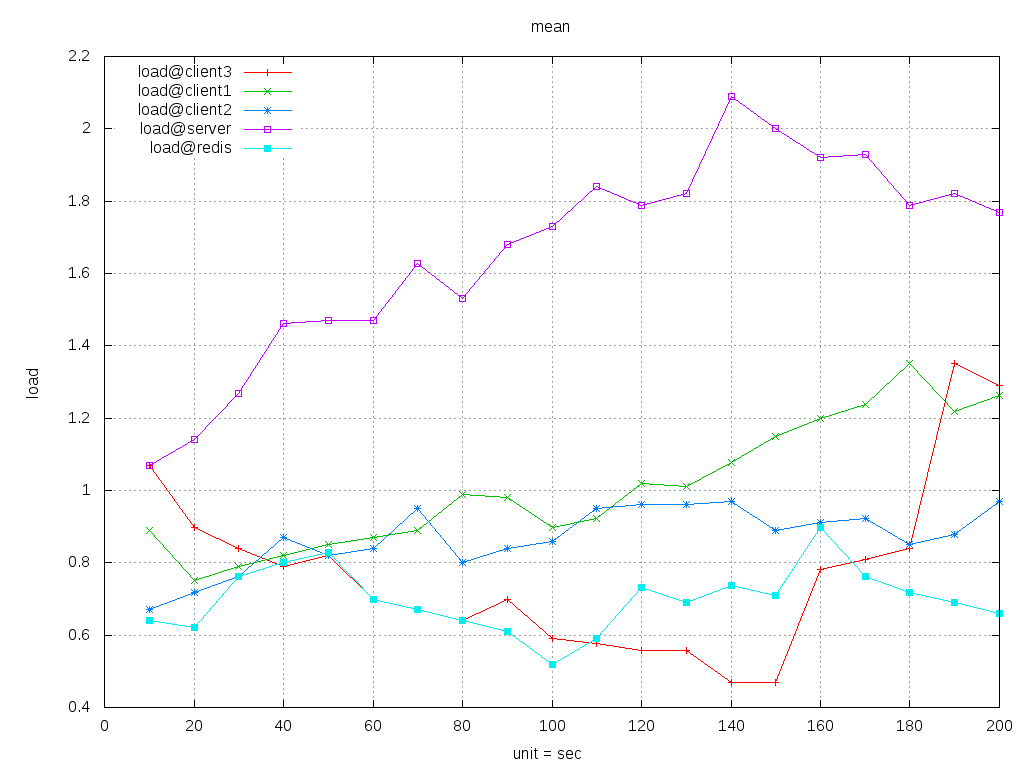 mean
2.2
2
1.8
1.6
1.4
1.2
1
0.8
0.6
0.4
load
load@client3
load@client1
load@client2
load@server
load@redis
0 20 40 60 80 100 120 140 160 180 200
unit = sec